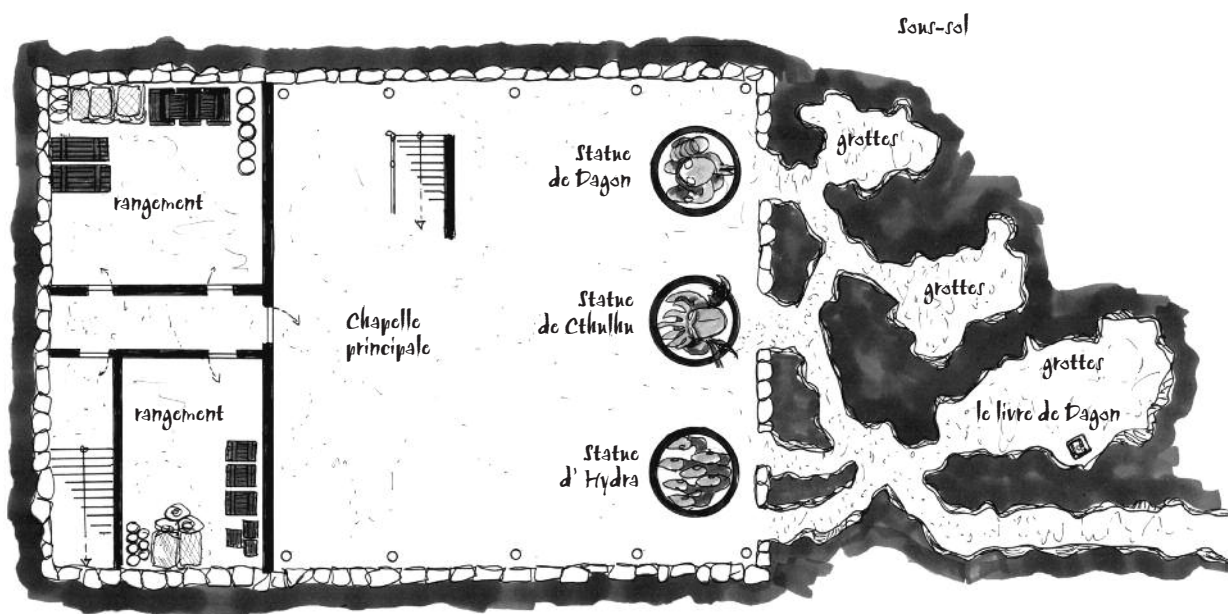 Sous-sol
grottes
Statue
de Dagon
rangement
grottes
Statue
de Cthulhu
Chapelle
principale
grottes
le livre de Dagon
rangement
Statue
d' Hydra